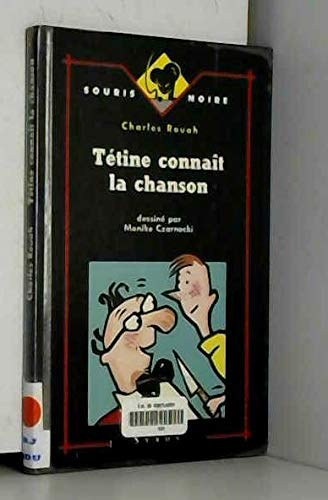 SOURIS NOIRE
Charles Rouah
Tétine connaît
la chanson
dessiné par
Monike Czarnecki
SYROS
Charles Rouah Tétine connaît la chanson